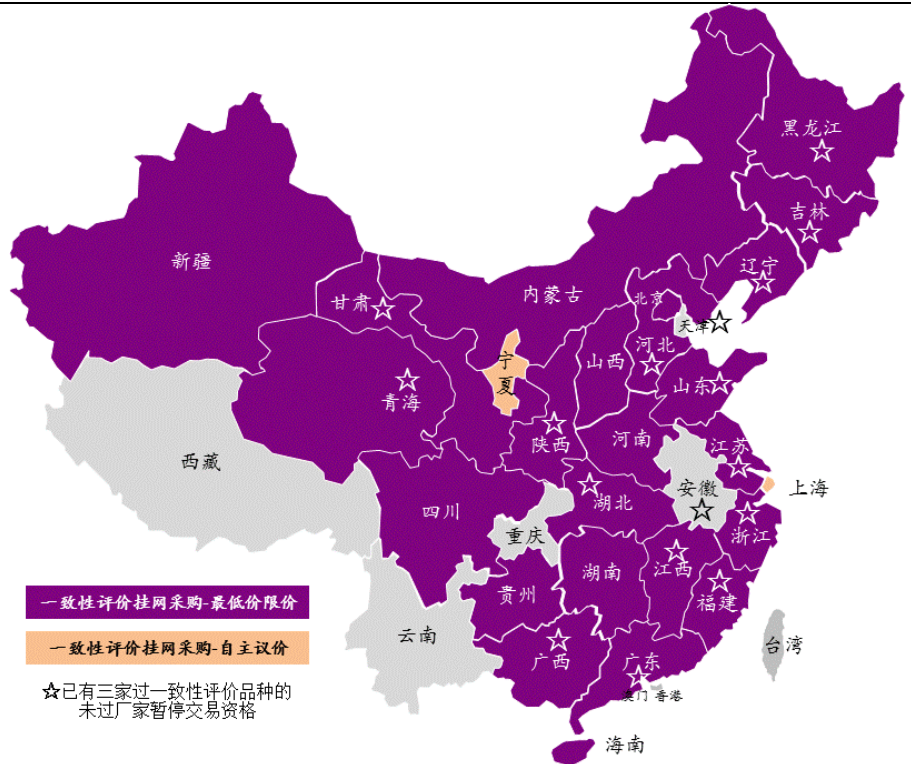 黑龙江
吉林
辽宁
新疆
甘肃
内蒙古
北京
天津
宁夏
山西
河北
山东
青海
陕西
河南
江苏
西藏
四川
重庆
湖北
安徽
上海
浙江
贵州
湖南
江西
福建
云南
广西
广东
台湾
澳门 香港
海南
一致性评价挂网采购-最低价限价
一致性评价挂网采购-自主议价
☆已有三家过一致性评价品种的
未过厂家暂停交易资格